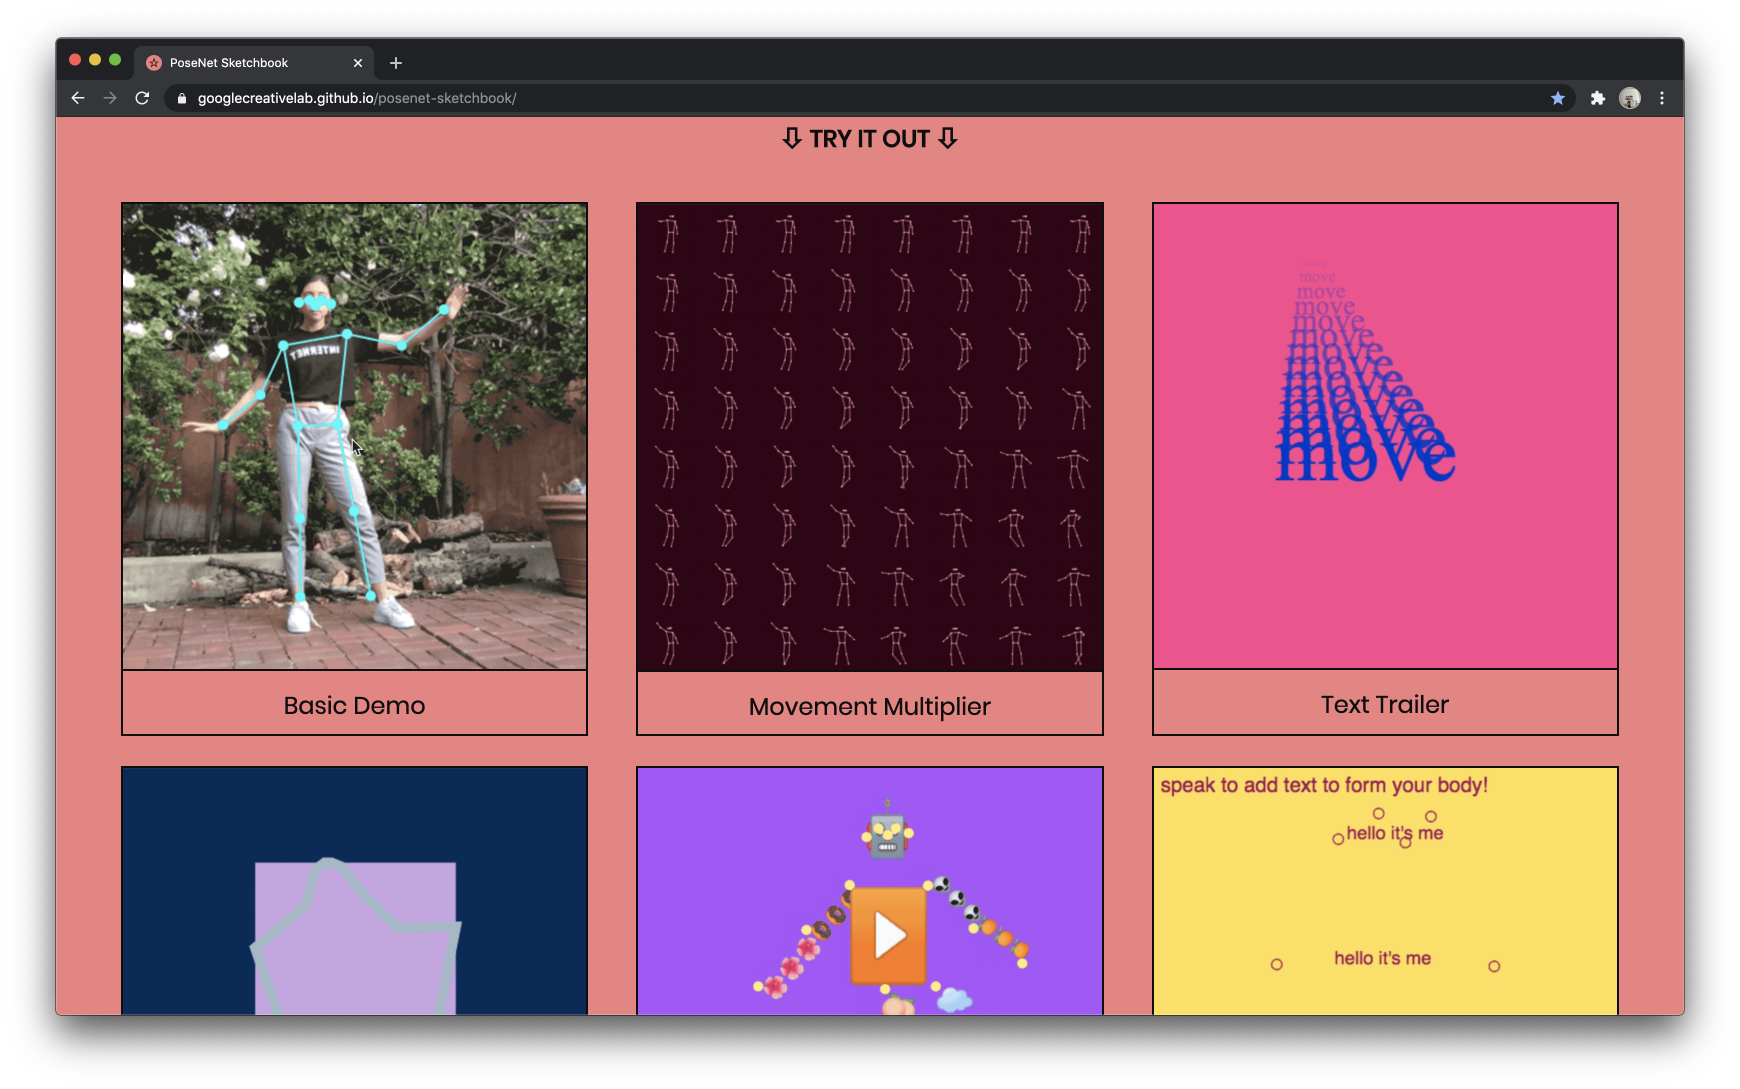 PoseNet Sketchbook
googlecreativelab.github.io/posenet-sketchbook/
⇩ TRY IT OUT ⇩
INTERNET
move
move
move
move
move
move
move
move
move
move
move
move
move
Basic Demo
Movement Multiplier
Text Trailer
speak to add text to form your body!
hello it's me
hello it's me